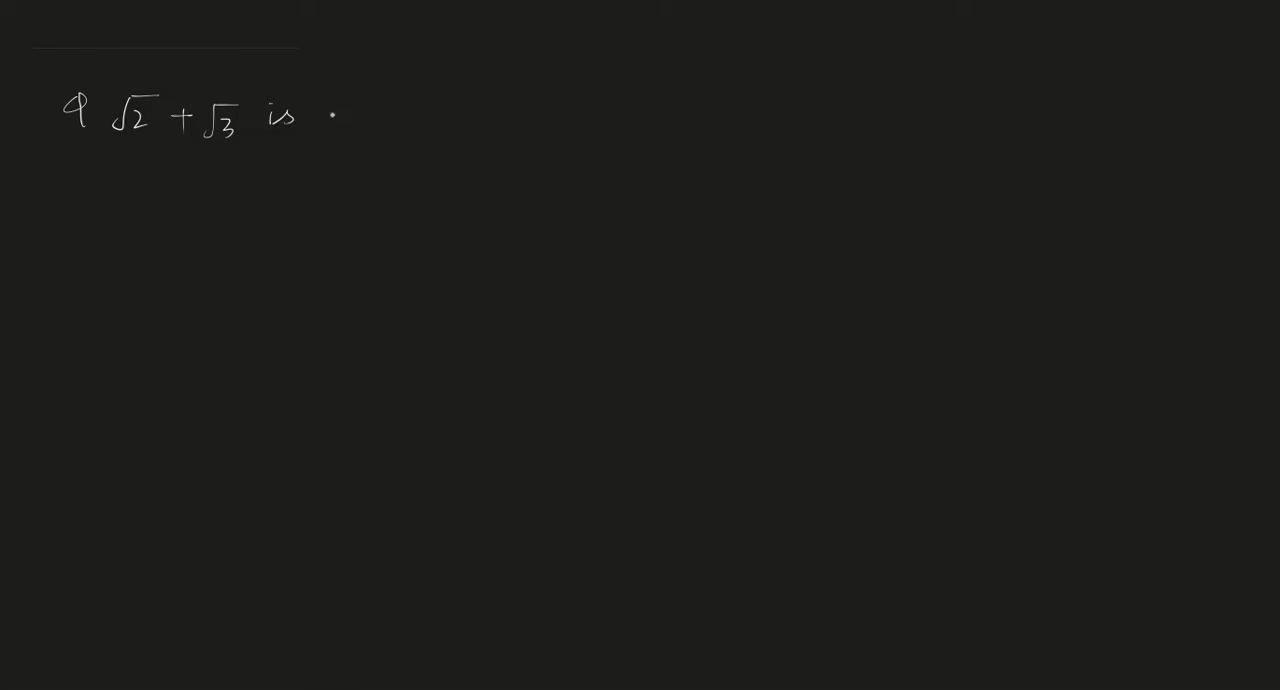 Q √2 + √3 is